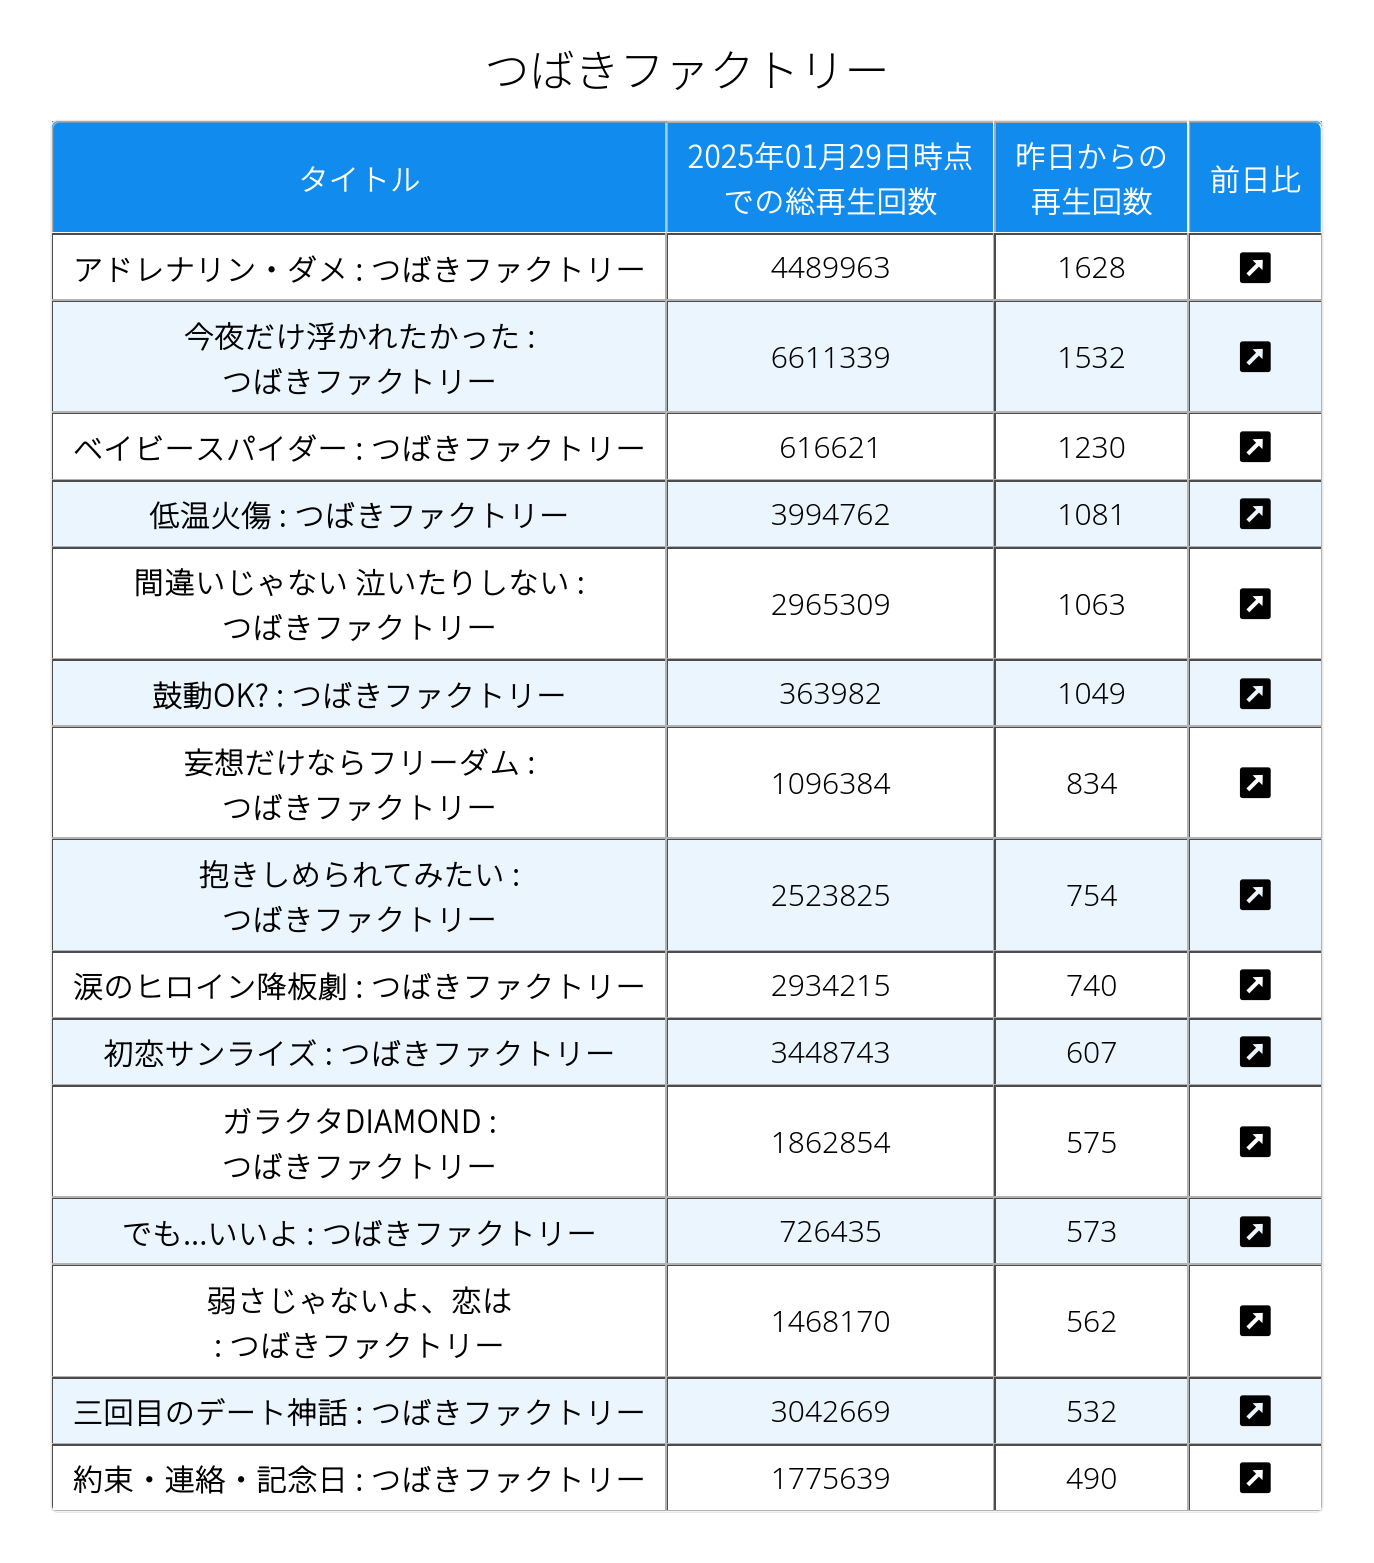 つばきファクトリー
タイトル
2025年01月29日時点
での総再生回数
昨日からの
再生回数
前日比
アドレナリン・ダメ : つばきファクトリー
4489963
1628
今夜だけ浮かれたかった :
つばきファクトリー
6611339
1532
ベイビースパイダー : つばきファクトリー
616621
1230
低温火傷 : つばきファクトリー
3994762
1081
間違いじゃない 泣いたりしない :
つばきファクトリー
2965309
1063
鼓動OK? : つばきファクトリー
363982
1049
妄想だけならフリーダム :
つばきファクトリー
1096384
834
抱きしめられてみたい :
つばきファクトリー
2523825
754
涙のヒロイン降板劇 : つばきファクトリー
2934215
740
初恋サンライズ : つばきファクトリー
3448743
607
ガラクタDIAMOND :
つばきファクトリー
1862854
575
でも...いいよ : つばきファクトリー
726435
573
弱さじゃないよ、恋は
: つばきファクトリー
1468170
562
三回目のデート神話 : つばきファクトリー
3042669
532
約束・連絡・記念日 : つばきファクトリー
1775639
490